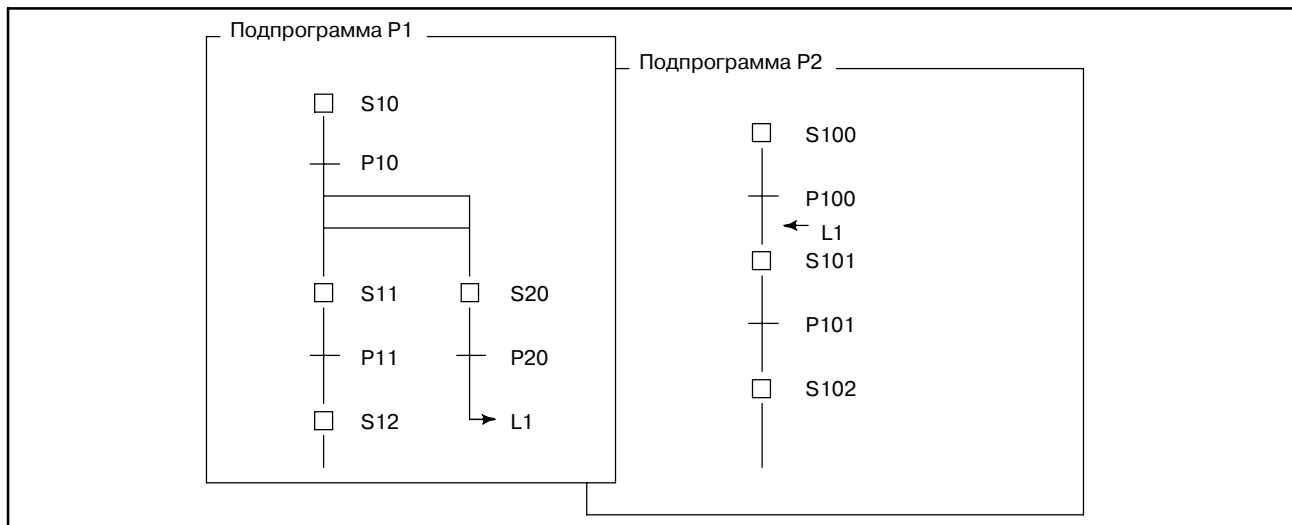 Подпрограмма P1
S10
P10
S11 S20
P11 P20
S12 L1
Подпрограмма P2
S100
P100
L1
S101
P101
S102